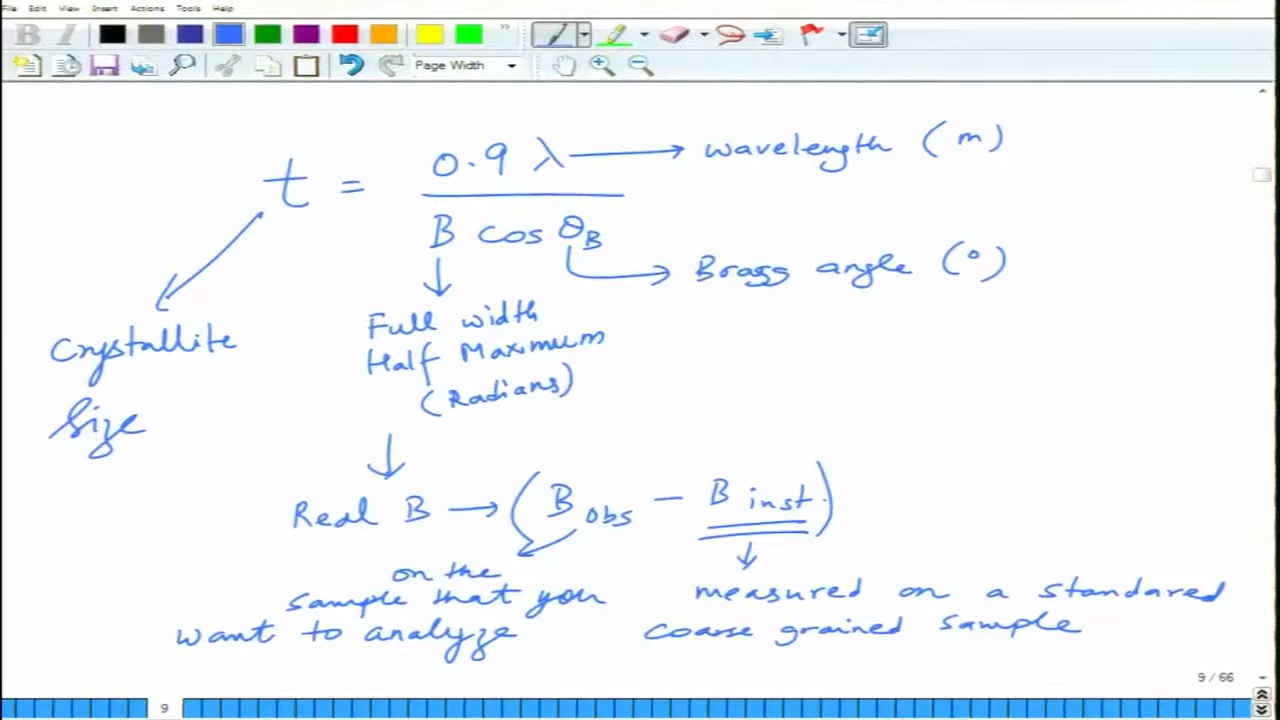 File Edit View Insert Actions Tools Help
B I
Page Width
t = 0.9 λ → wavelength (m)
B cos θB → Bragg angle (°)
Crystallite
Size
Full width
Half Maximum
(Radians)
Real B → (B obs – B inst.)
on the
sample that you
want to analyze
measured on a standared
coarse grained sample
9 / 66
9